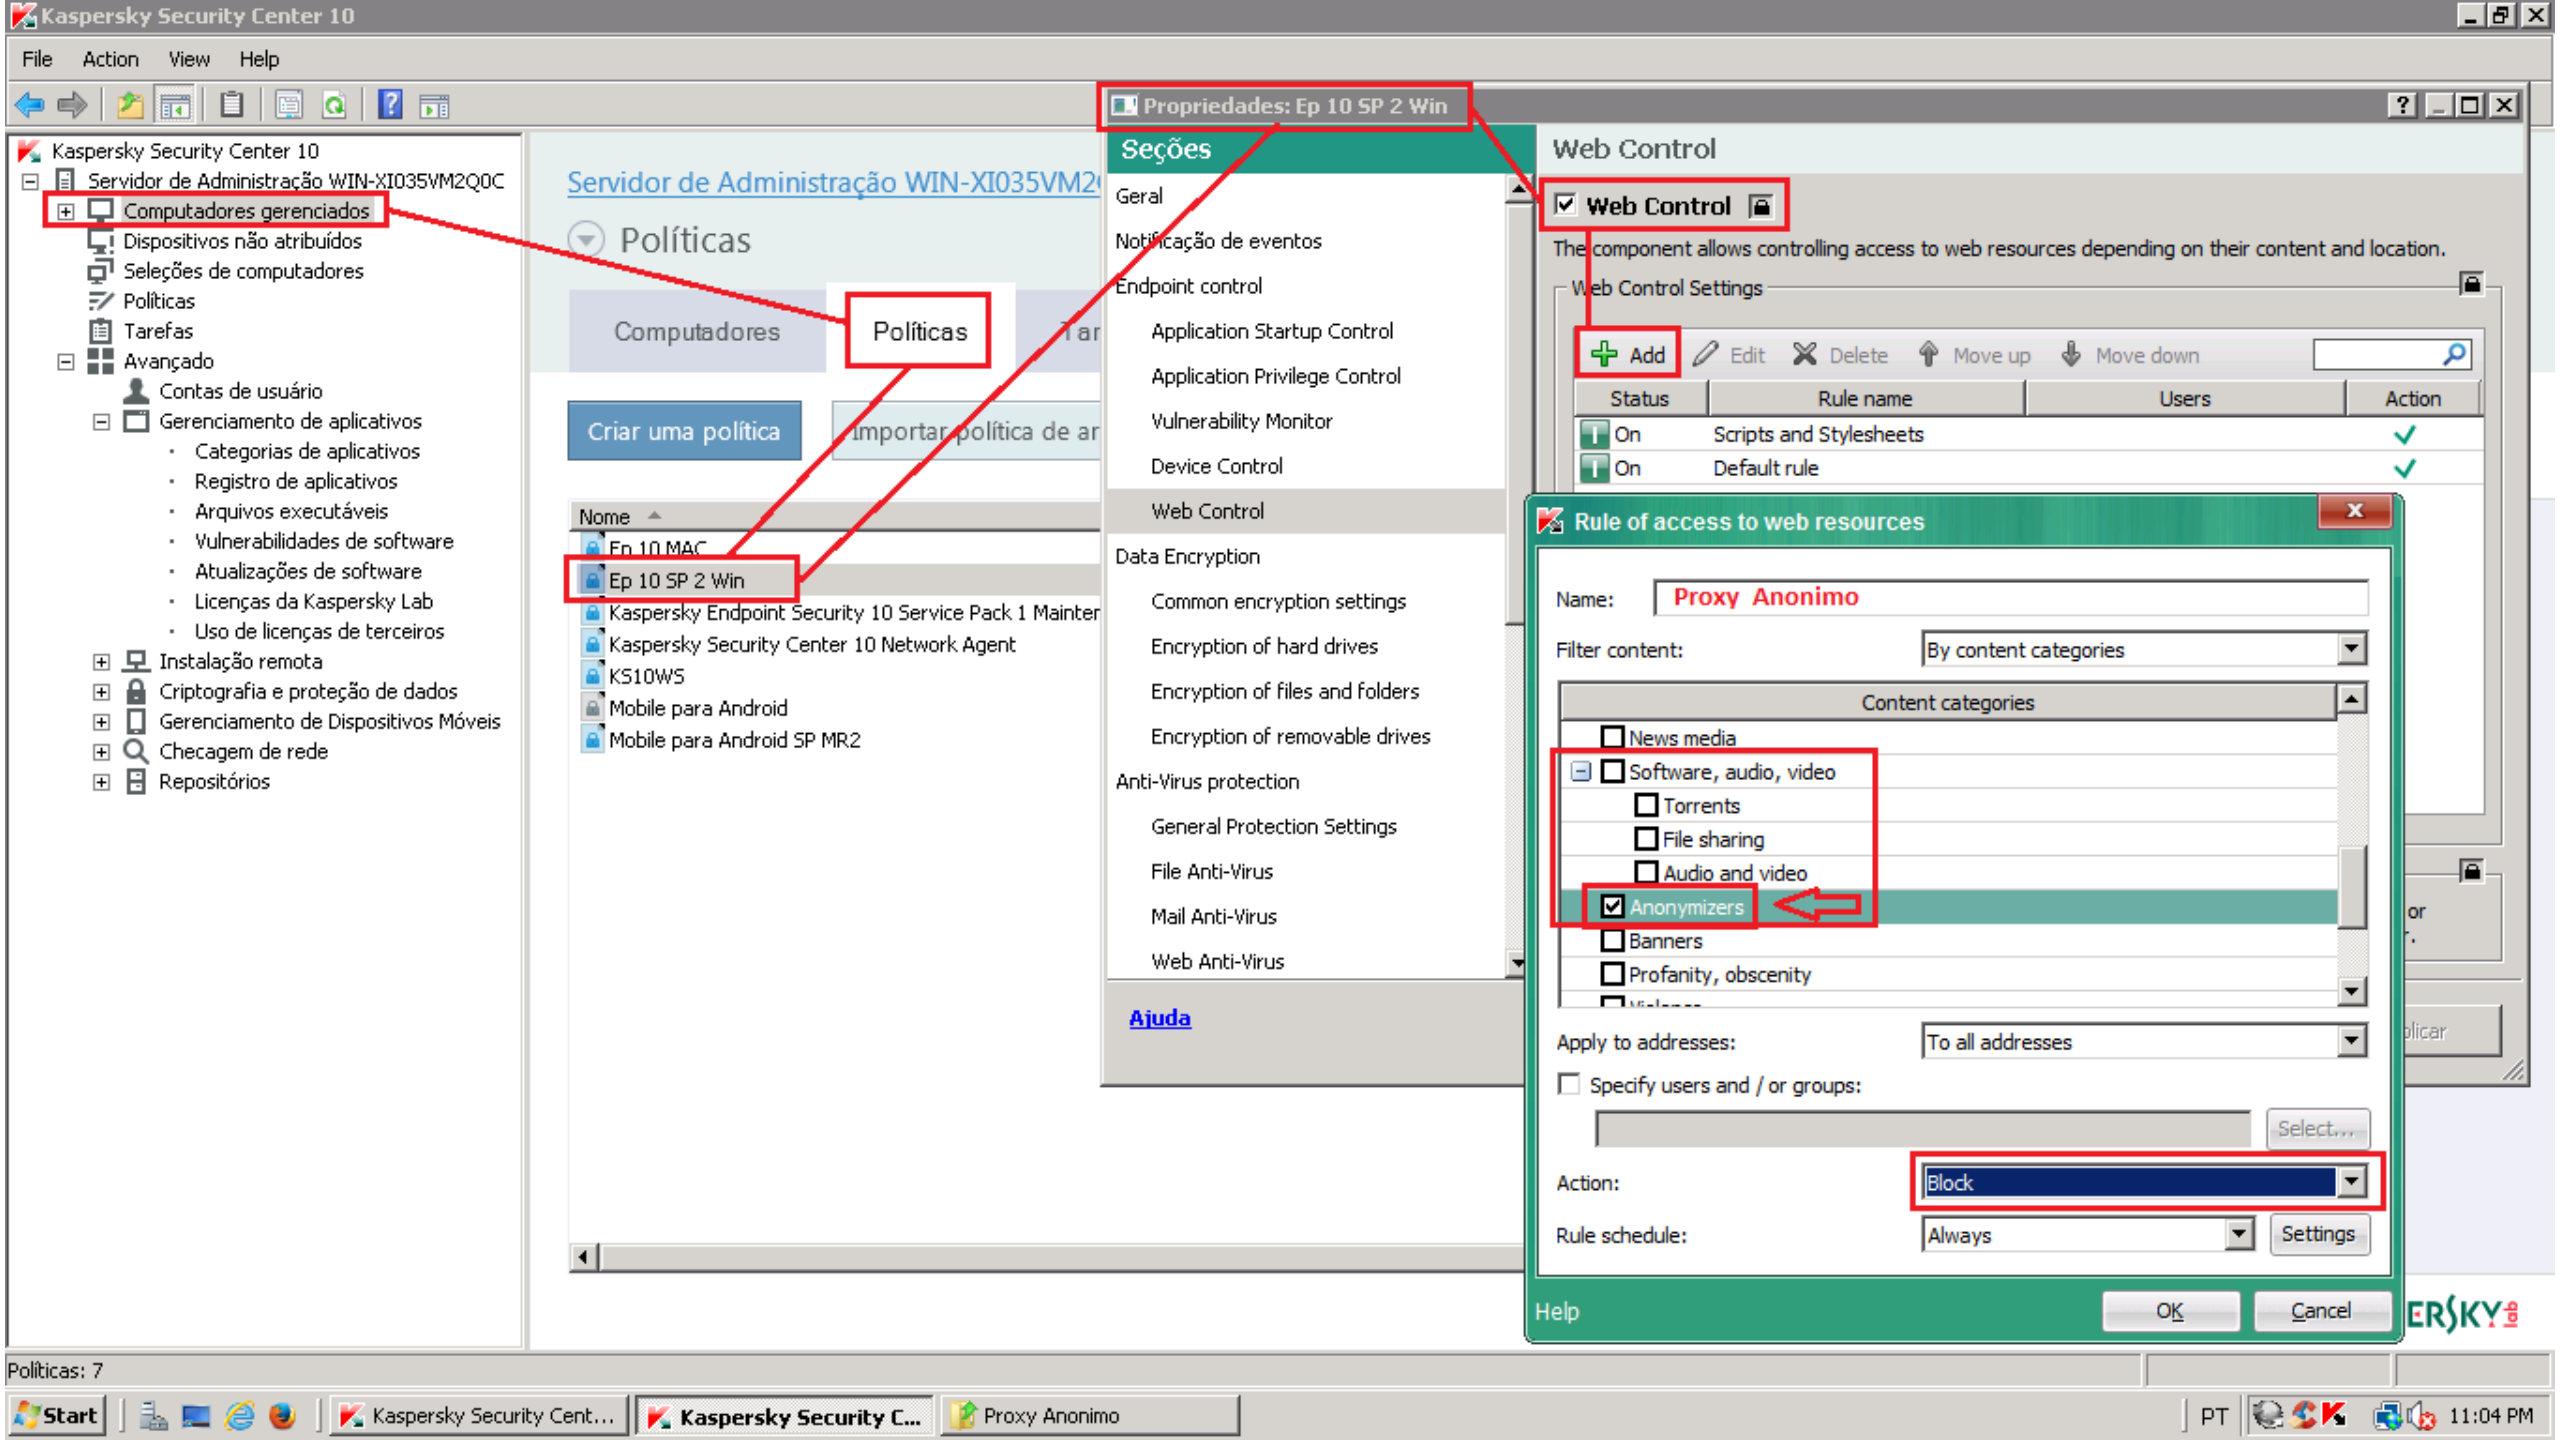 Kaspersky Security Center 10
File Action View Help
Kaspersky Security Center 10
Servidor de Administração WIN-XI035VM2Q0C
Computadores gerenciados
Dispositivos não atribuídos
Seleções de computadores
Políticas
Tarefas
Avançado
Contas de usuário
Gerenciamento de aplicativos
Categorias de aplicativos
Registro de aplicativos
Arquivos executáveis
Vulnerabilidades de software
Atualizações de software
Licenças da Kaspersky Lab
Uso de licenças de terceiros
Instalação remota
Criptografia e proteção de dados
Gerenciamento de Dispositivos Móveis
Checagem de rede
Repositórios
Servidor de Administração WIN-XI035VM2
Políticas
Computadores Políticas Tar
Criar uma política Importar política de ar
Nome
Ep 10 MAC
Ep 10 SP 2 Win
Kaspersky Endpoint Security 10 Service Pack 1 Mainter
Kaspersky Security Center 10 Network Agent
KS10WS
Mobile para Android
Mobile para Android SP MR2
Propriedades: Ep 10 SP 2 Win
Seções
Geral
Notificação de eventos
Endpoint control
Application Startup Control
Application Privilege Control
Vulnerability Monitor
Device Control
Web Control
Data Encryption
Common encryption settings
Encryption of hard drives
Encryption of files and folders
Encryption of removable drives
Anti-Virus protection
General Protection Settings
File Anti-Virus
Mail Anti-Virus
Web Anti-Virus
Ajuda
Web Control
Web Control
The component allows controlling access to web resources depending on their content and location.
Web Control Settings
Add Edit Delete Move up Move down
Status Rule name Users Action
On Scripts and Stylesheets
On Default rule
or
r.
plicar
Rule of access to web resources
Name: Proxy Anonimo
Filter content: By content categories
Content categories
News media
Software, audio, video
Torrents
File sharing
Audio and video
Anonymizers
Banners
Profanity, obscenity
Violence
Apply to addresses: To all addresses
Specify users and / or groups:
Select...
Action: Block
Rule schedule: Always Settings
Help OK Cancel
ERSKY lab
Políticas: 7
Start Kaspersky Security Cent... Kaspersky Security C... Proxy Anonimo PT 11:04 PM